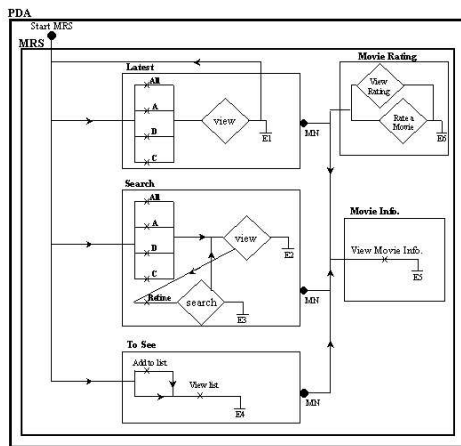 PDA
Start MRS
MRS
Latest
All
A
D
C
view
E1
MN
Movie Rating
View
Rating
Rate a
Movie
E6
Search
All
A
D
C
view
E2
Refine
search
E3
MN
Movie Info.
View Movie Info.
E5
To See
Add to list
View list
E4
MN